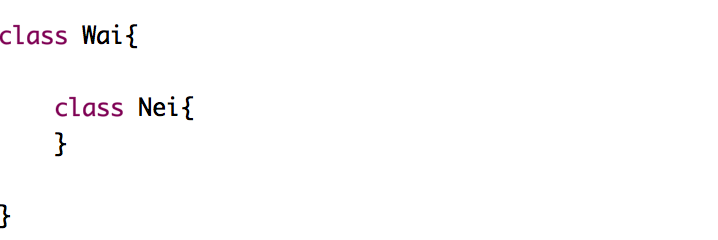 class Wai{
    class Nei{
    }
}